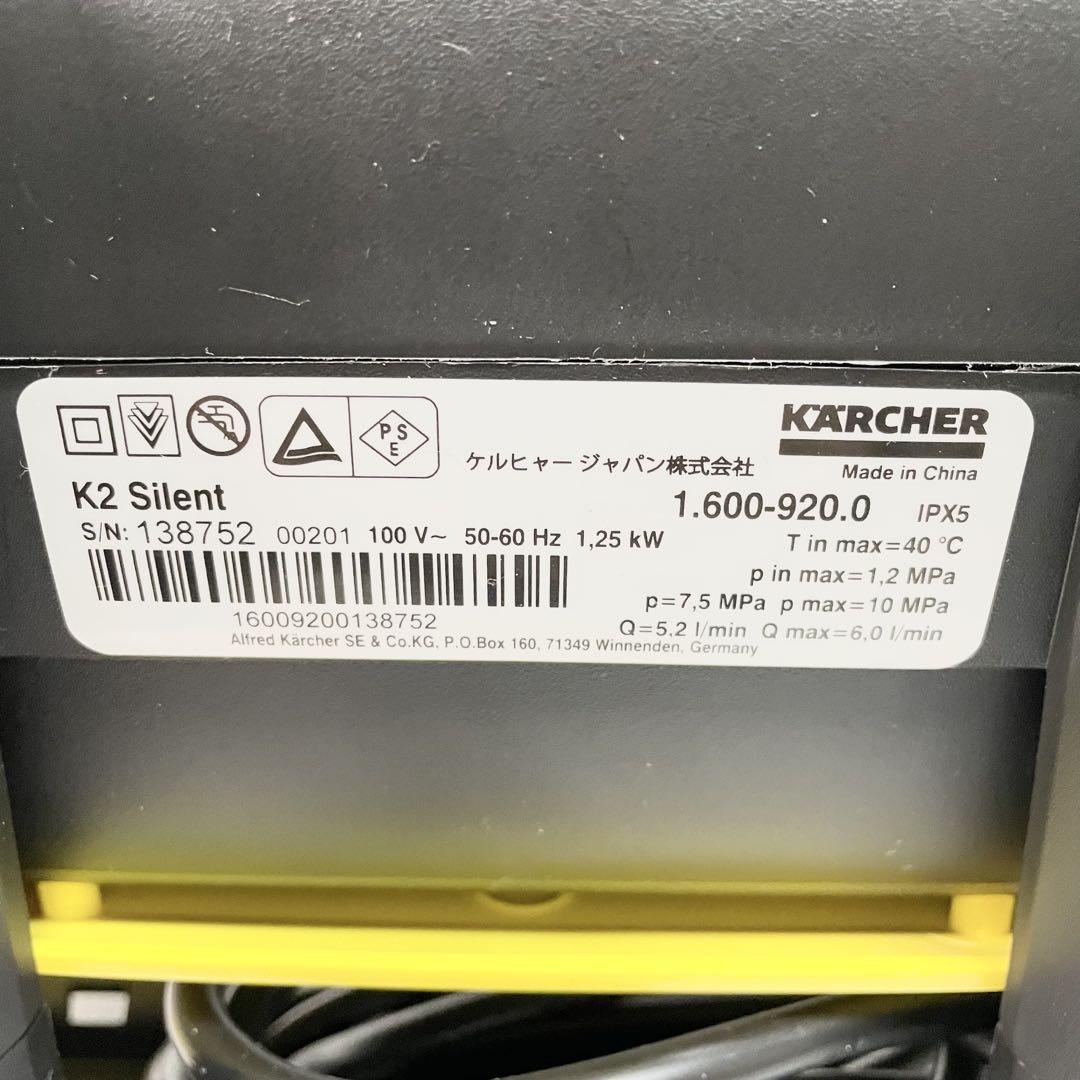 PSE
KÄRCHER
ケルヒャー ジャパン株式会社
Made in China
K2 Silent
1.600-920.0 IPX5
S/N: 138752 00201 100 V~ 50-60 Hz 1,25 kW
T in max=40 °C
p in max=1,2 MPa
p=7,5 MPa p max=10 MPa
16009200138752
Q=5,2 l/min Q max=6,0 l/min
Alfred Kärcher SE & Co.KG, P.O.Box 160, 71349 Winnenden, Germany